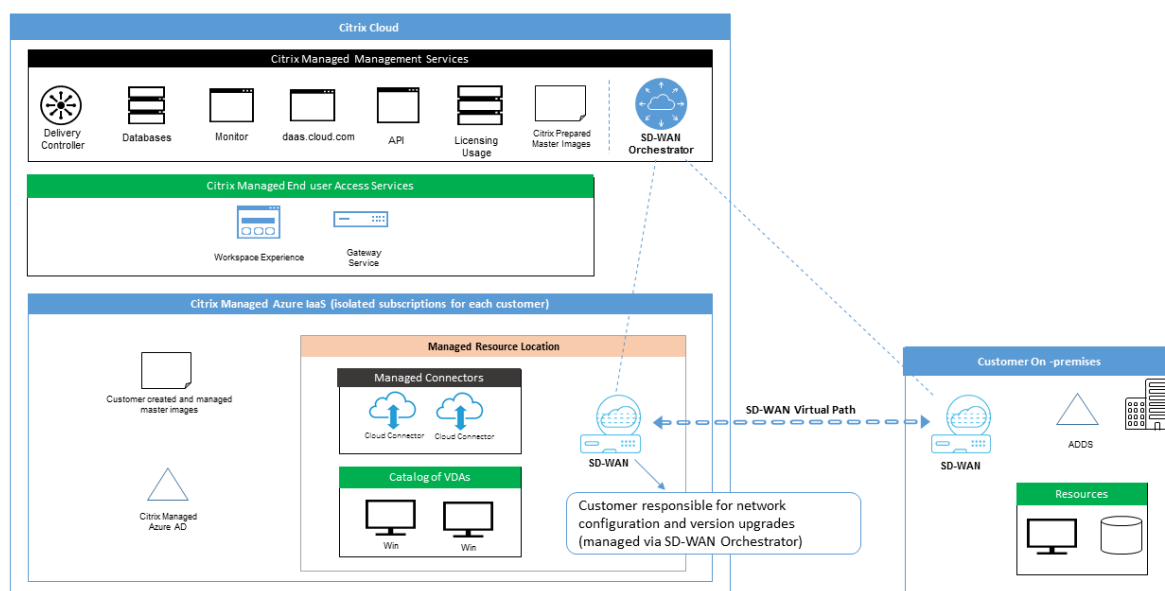 Citrix Cloud
Citrix Managed Management Services
Delivery
Controller
Databases
Monitor
daas.cloud.com
API
Licensing
Usage
Citrix Prepared
Master Images
SD-WAN
Orchestrator
Citrix Managed End user Access Services
Workspace Experience
Gateway
Service
Citrix Managed Azure IaaS (isolated subscriptions for each customer)
Customer created and managed
master images
Citrix Managed
Azure AD
Managed Resource Location
Managed Connectors
Cloud Connector
Cloud Connector
Catalog of VDAs
Win
Win
SD-WAN
Customer responsible for network
configuration and version upgrades
(managed via SD-WAN Orchestrator)
SD-WAN Virtual Path
Customer On -premises
SD-WAN
ADDS
Resources